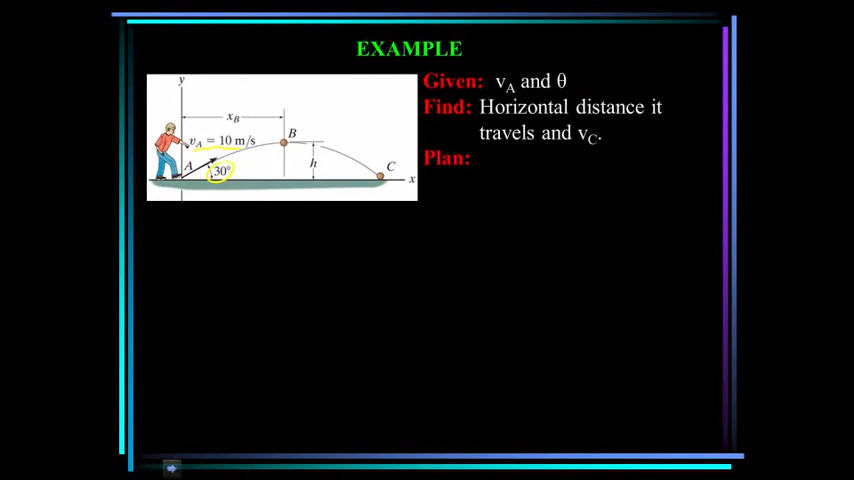 EXAMPLE
y
x_B
v_A = 10 m/s
B
A
30°
h
C
x
Given: v_A and θ
Find: Horizontal distance it
travels and v_C.
Plan: